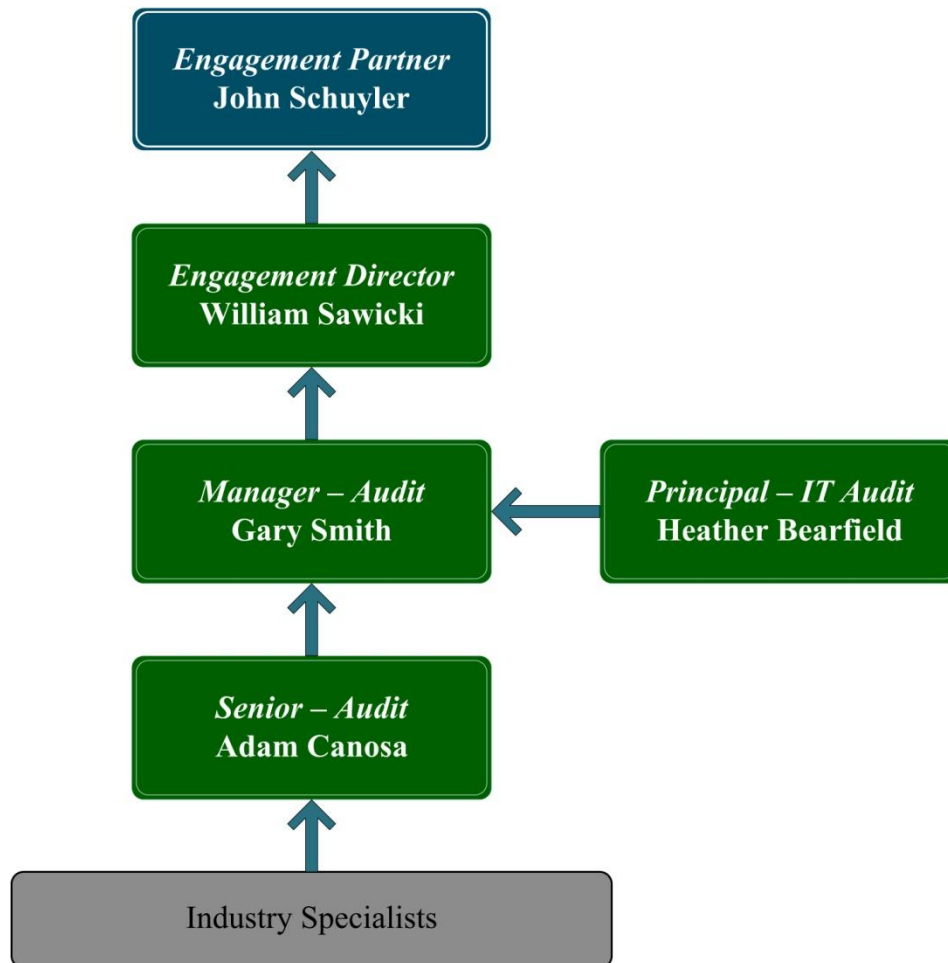 Engagement Partner
John Schuyler
Engagement Director
William Sawicki
Manager – Audit
Gary Smith
Principal – IT Audit
Heather Bearfield
Senior – Audit
Adam Canosa
Industry Specialists